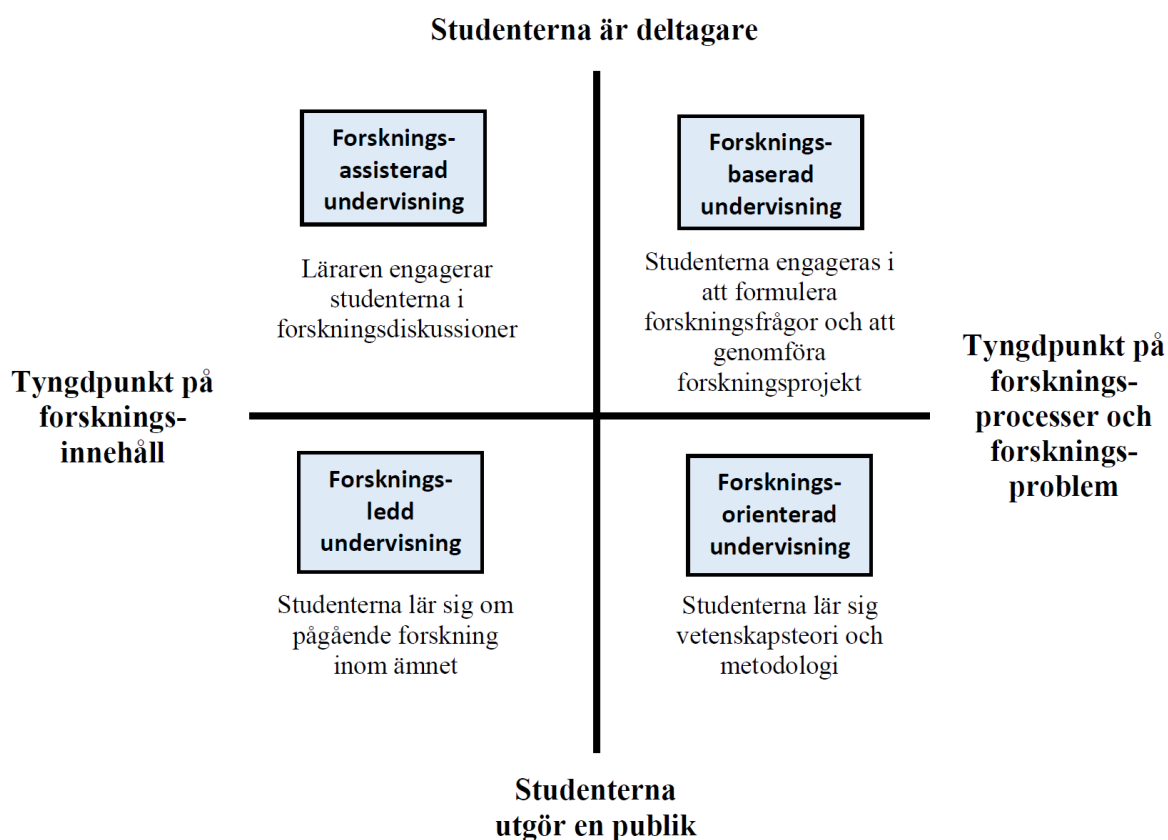 Studenterna är deltagare
Forsknings-
assisterad
undervisning
Läraren engagerar
studenterna i
forskningsdiskussioner
Forsknings-
baserad
undervisning
Studenterna engageras i
att formulera
forskningsfrågor och att
genomföra
forskningsprojekt
Tyngdpunkt på
forsknings-
innehåll
Tyngdpunkt på
forsknings-
processer och
forsknings-
problem
Forsknings-
ledd
undervisning
Studenterna lär sig om
pågående forskning
inom ämnet
Forsknings-
orienterad
undervisning
Studenterna lär sig
vetenskapsteori och
metodologi
Studenterna
utgör en publik